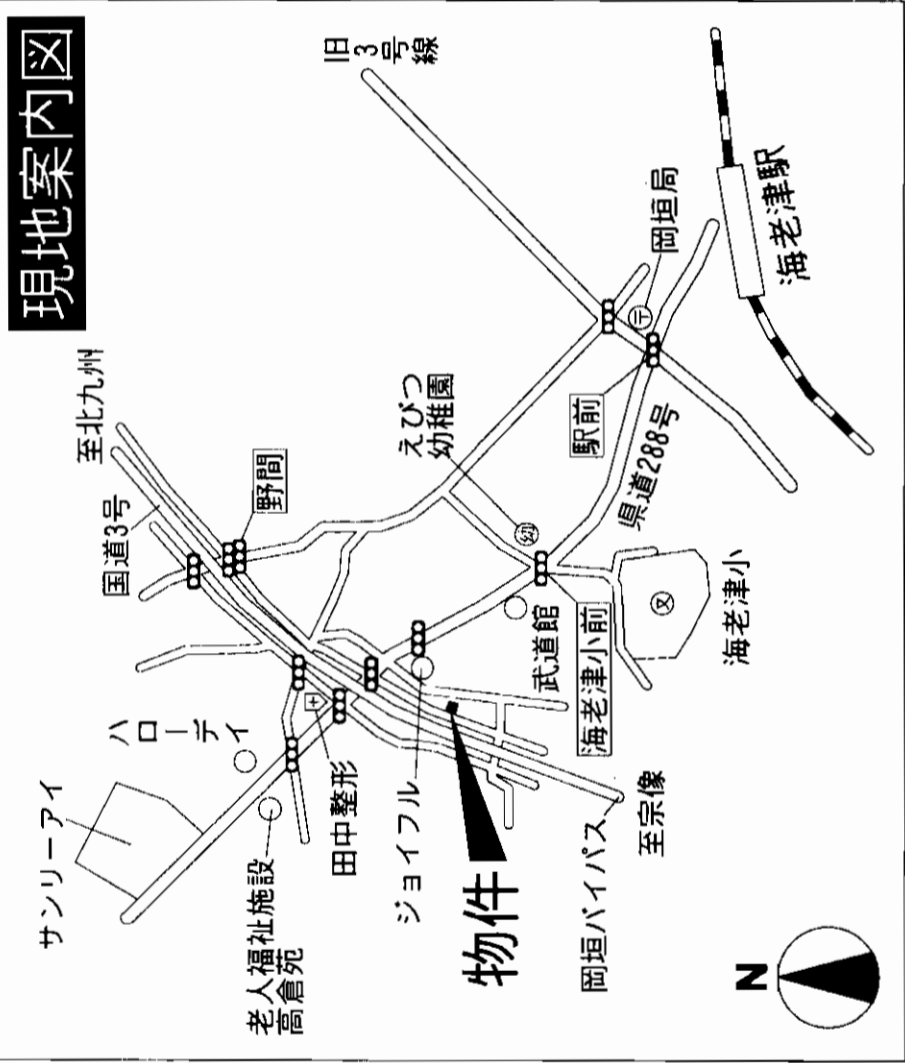 現地案内図
旧3号線
至北九州
国道3号
野間
岡垣局
〒
海老津駅
えびつ
幼稚園
幼
駅前
県道288号
ハローデイ
サンリーアイ
武道館
海老津小前
文
海老津小
田中整形
ジョイフル
老人福祉施設
高倉苑
物件
岡垣バイパス
至宗像
N